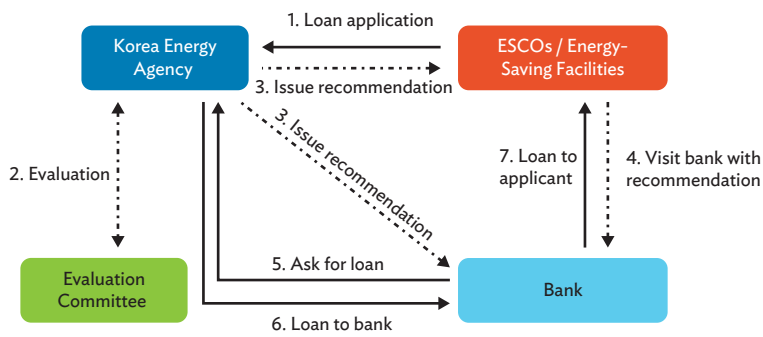 1. Loan application
Korea Energy
Agency
ESCOs / Energy-
Saving Facilities
3. Issue recommendation
3. Issue recommendation
2. Evaluation
7. Loan to
applicant
4. Visit bank with
recommendation
5. Ask for loan
Evaluation
Committee
Bank
6. Loan to bank